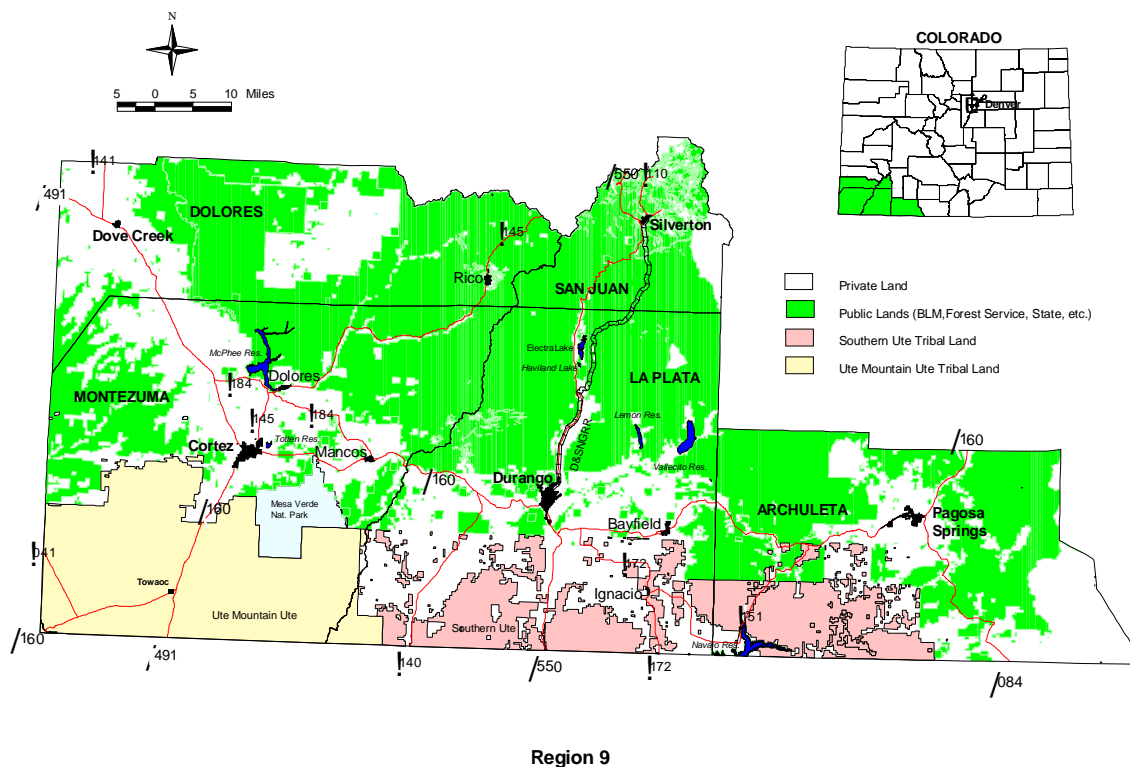 N
5 0 5 10 Miles
COLORADO
Denver
141
491
DOLORES
Dove Creek
550
110
Silverton
145
Rico
SAN JUAN
Private Land
Public Lands (BLM,Forest Service, State, etc.)
Southern Ute Tribal Land
Ute Mountain Ute Tribal Land
McPhee Res.
Electra Lake
Haviland Lake
Dolores
184
MONTEZUMA
LA PLATA
145
184
Lemon Res.
Totten Res.
Cortez
Mancos
D&SNGRR
Vallecito Res.
160
Durango
160
Mesa Verde
Nat. Park
160
ARCHULETA
Pagosa
Springs
Bayfield
041
172
Towaoc
Ignacio
151
Ute Mountain Ute
Southern Ute
Navajo Res.
160
491
140
550
172
084
Region 9